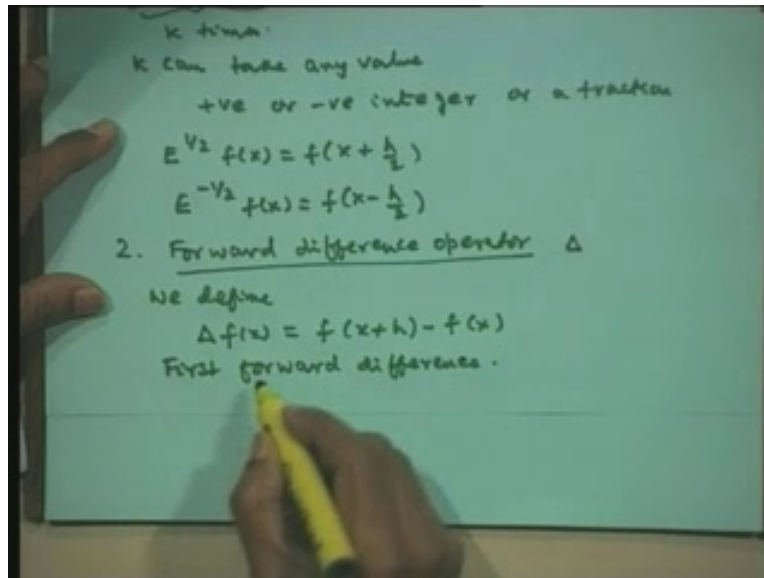 k times.
k can take any value
+ve or -ve integer or a fraction
E^{1/2} f(x) = f(x + h/2)
E^{-1/2} f(x) = f(x - h/2)
2. Forward difference operator Δ
We define
Δ f(x) = f(x+h) - f(x)
First forward difference.